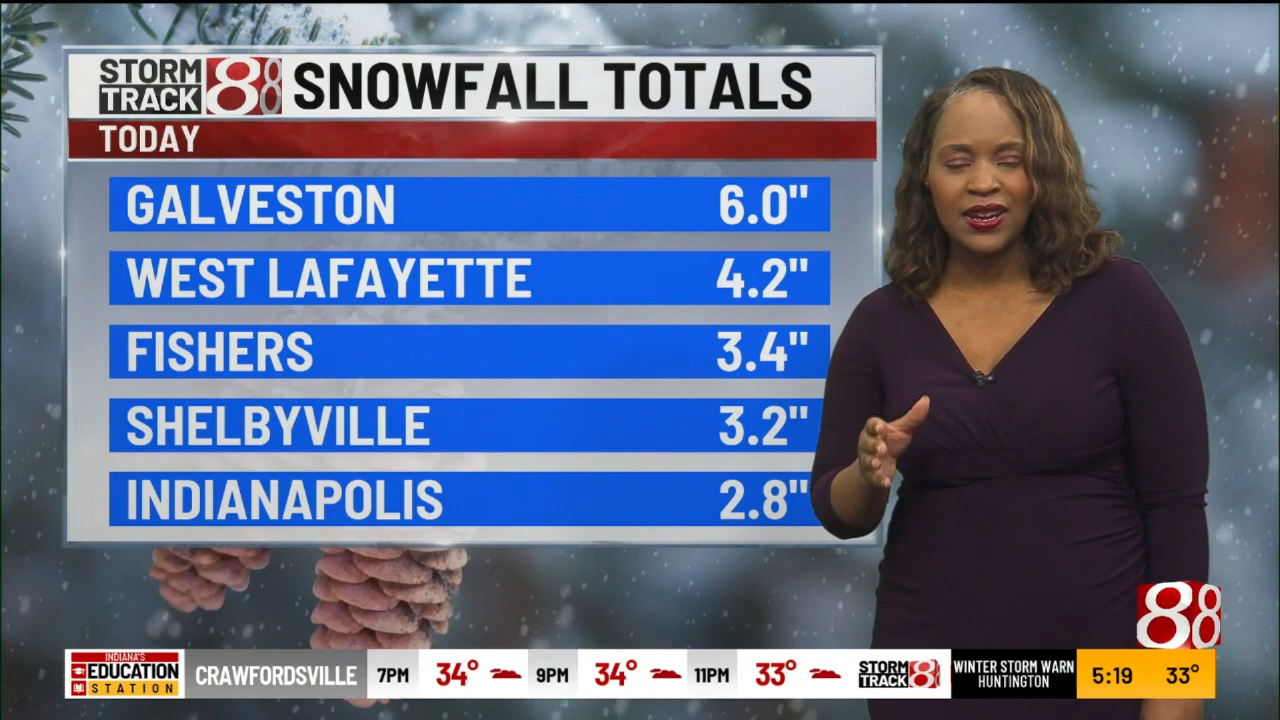 STORM TRACK 8 SNOWFALL TOTALS
TODAY
GALVESTON 6.0"
WEST LAFAYETTE 4.2"
FISHERS 3.4"
SHELBYVILLE 3.2"
INDIANAPOLIS 2.8"
8
INDIANA'S EDUCATION STATION
CRAWFORDSVILLE 7PM 34° 9PM 34° 11PM 33° STORM TRACK 8
WINTER STORM WARN
HUNTINGTON
5:19 33°